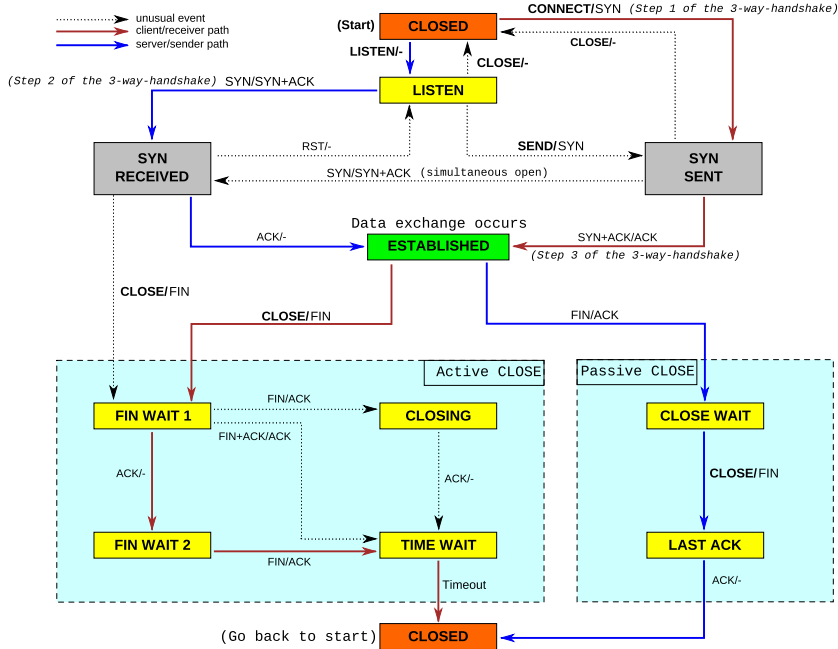 unusual event
client/receiver path
server/sender path
(Start)
CLOSED
CONNECT/SYN (Step 1 of the 3-way-handshake)
CLOSE/-
LISTEN/-
CLOSE/-
(Step 2 of the 3-way-handshake) SYN/SYN+ACK
LISTEN
RST/-
SEND/SYN
SYN
RECEIVED
SYN
SENT
SYN/SYN+ACK (simultaneous open)
Data exchange occurs
ACK/-
ESTABLISHED
SYN+ACK/ACK
(Step 3 of the 3-way-handshake)
CLOSE/FIN
CLOSE/FIN
FIN/ACK
Active CLOSE
Passive CLOSE
FIN WAIT 1
FIN/ACK
CLOSING
CLOSE WAIT
FIN+ACK/ACK
ACK/-
ACK/-
CLOSE/FIN
FIN WAIT 2
TIME WAIT
LAST ACK
FIN/ACK
Timeout
ACK/-
(Go back to start)
CLOSED